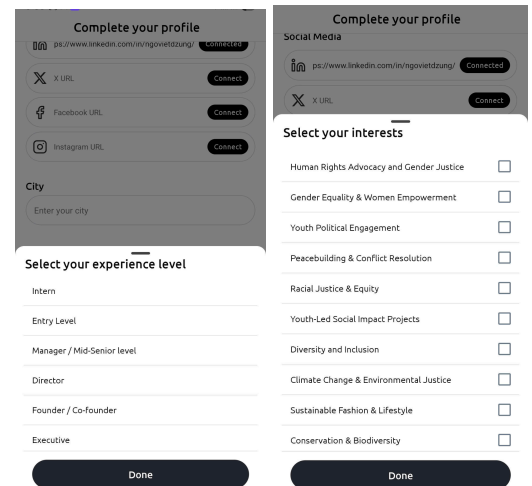 Complete your profile
ps://www.linkedin.com/in/ngovietdzung/ Connected
X URL Connect
Facebook URL Connect
Instagram URL Connect
City
Enter your city
Select your experience level
Intern
Entry Level
Manager / Mid-Senior level
Director
Founder / Co-founder
Executive
Done
Complete your profile
Social Media
ps://www.linkedin.com/in/ngovietdzung/ Connected
X URL Connect
Select your interests
Human Rights Advocacy and Gender Justice
Gender Equality & Women Empowerment
Youth Political Engagement
Peacebuilding & Conflict Resolution
Racial Justice & Equity
Youth-Led Social Impact Projects
Diversity and Inclusion
Climate Change & Environmental Justice
Sustainable Fashion & Lifestyle
Conservation & Biodiversity
Done